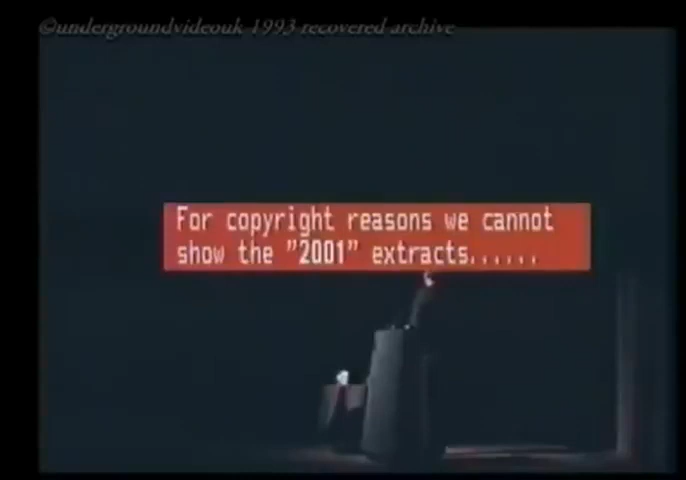 ©undergroundvideouk 1993 recovered archive
For copyright reasons we cannot
show the "2001" extracts......